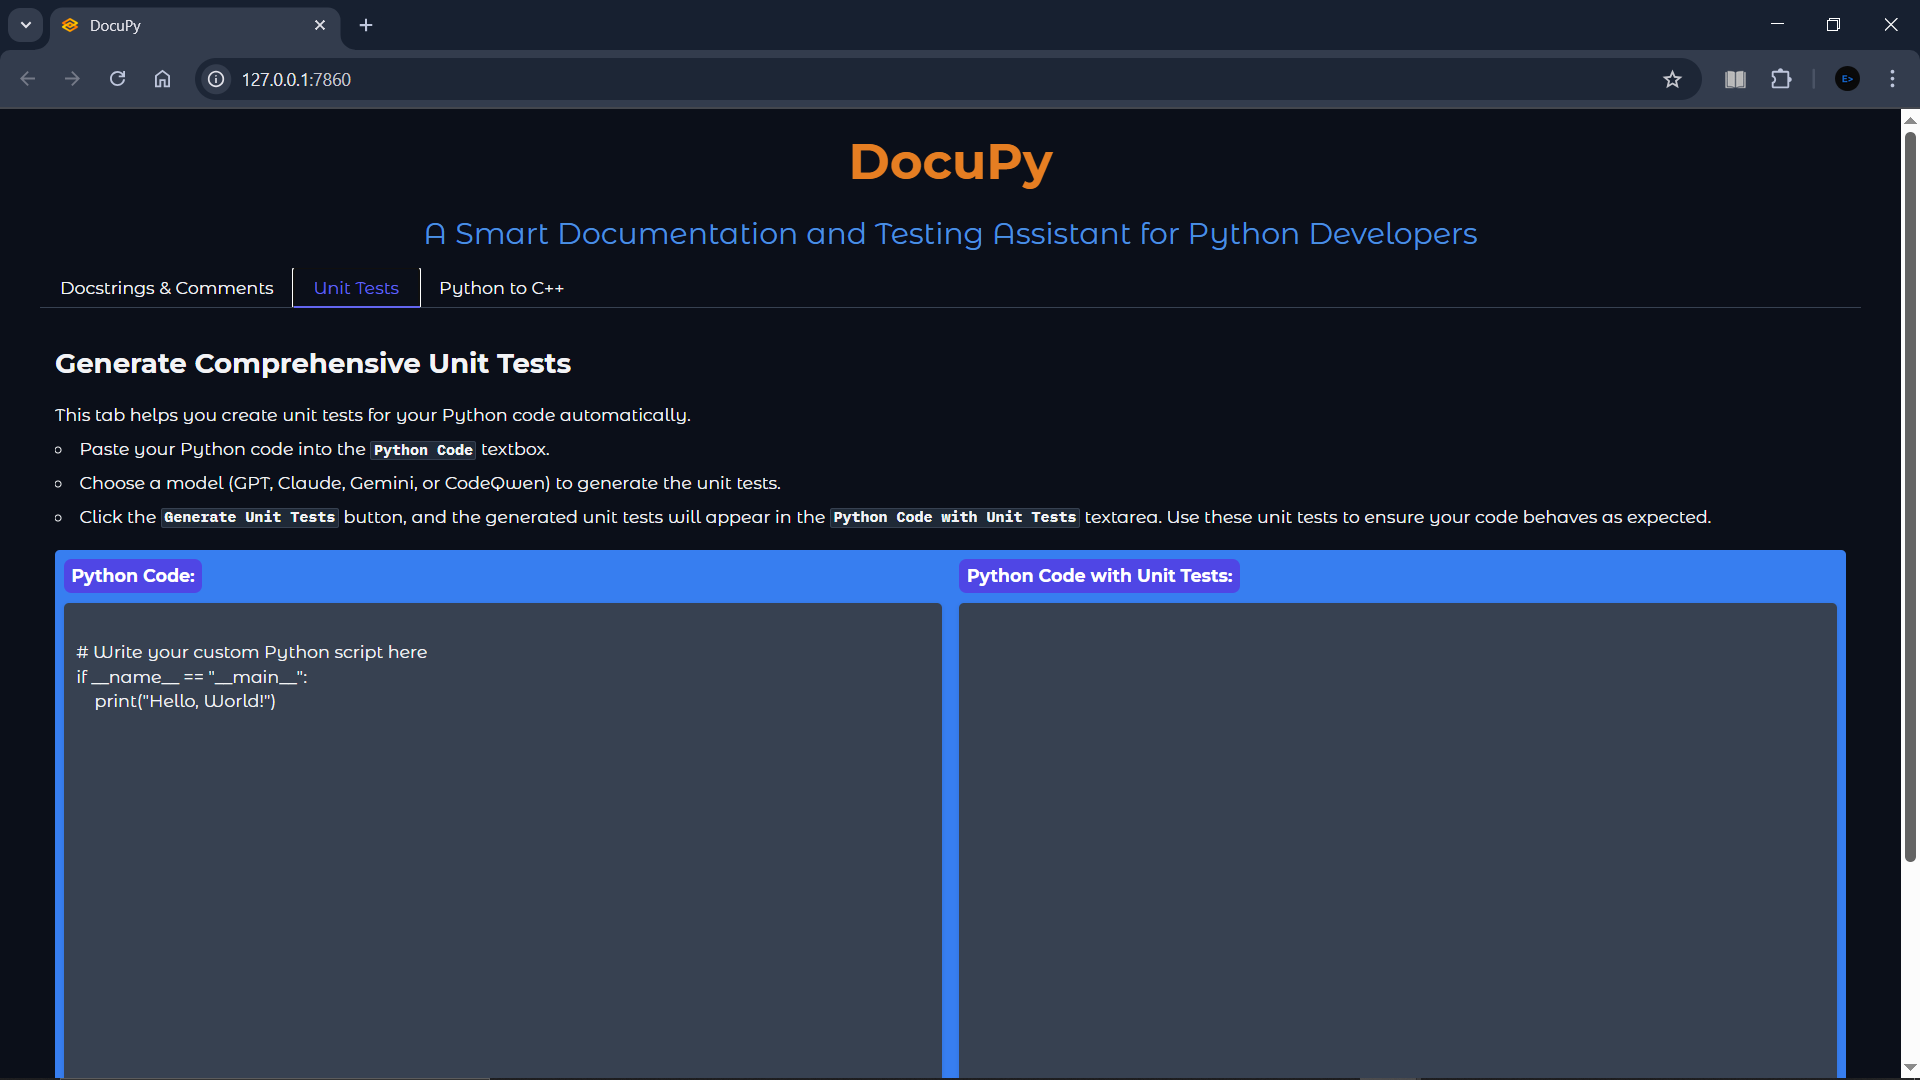 DocuPy
127.0.0.1:7860
E>
DocuPy
A Smart Documentation and Testing Assistant for Python Developers
Docstrings & Comments
Unit Tests
Python to C++
Generate Comprehensive Unit Tests
This tab helps you create unit tests for your Python code automatically.
Paste your Python code into the Python Code textbox.
Choose a model (GPT, Claude, Gemini, or CodeQwen) to generate the unit tests.
Click the Generate Unit Tests button, and the generated unit tests will appear in the Python Code with Unit Tests textarea. Use these unit tests to ensure your code behaves as expected.
Python Code:
# Write your custom Python script here
if __name__ == "__main__":
    print("Hello, World!")
Python Code with Unit Tests: